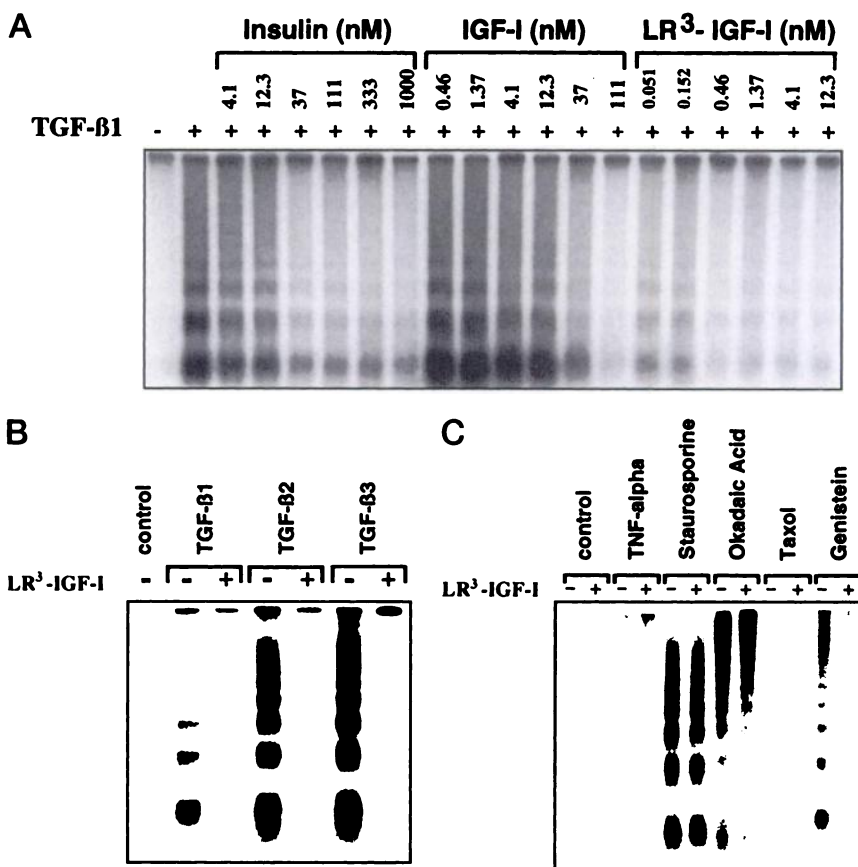 A
Insulin (nM) IGF-I (nM) LR³- IGF-I (nM)
4.1 12.3 37 111 333 1000 0.46 1.37 4.1 12.3 37 111 0.051 0.152 0.46 1.37 4.1 12.3
TGF-ß1 - + + + + + + + + + + + + + + + + + + +
B
control TGF-ß1 TGF-ß2 TGF-ß3
LR³-IGF-I - - + - + - +
C
control TNF-alpha Staurosporine Okadaic Acid Taxol Genistein
LR³-IGF-I - + - + - + - + - + - +